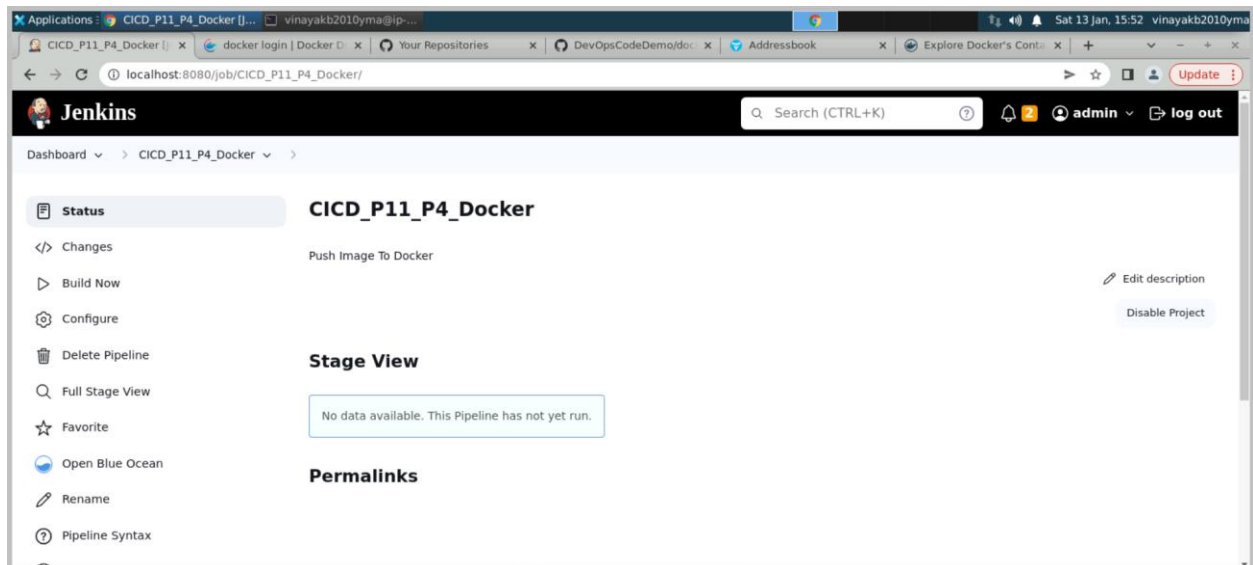 Applications CICD_P11_P4_Docker [J... vinayakb2010yma@ip-... Sat 13 Jan, 15:52 vinayakb2010yma
CICD_P11_P4_Docker [J x docker login | Docker D x Your Repositories x DevOpsCodeDemo/doc x Addressbook x Explore Docker's Conta x +
localhost:8080/job/CICD_P11_P4_Docker/ Update
Jenkins Search (CTRL+K) 2 admin log out
Dashboard > CICD_P11_P4_Docker >
Status
Changes
Build Now
Configure
Delete Pipeline
Full Stage View
Favorite
Open Blue Ocean
Rename
Pipeline Syntax
CICD_P11_P4_Docker
Push Image To Docker
Edit description
Disable Project
Stage View
No data available. This Pipeline has not yet run.
Permalinks